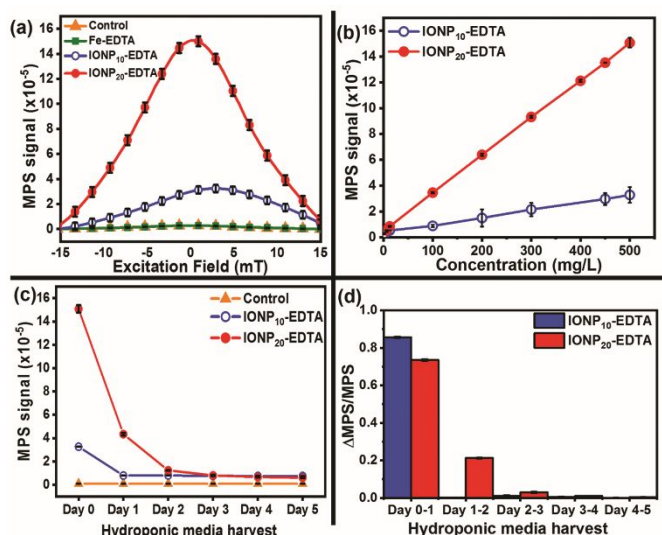 (a)
Control
Fe-EDTA
IONP₁₀-EDTA
IONP₂₀-EDTA
MPS signal (x10⁻⁵)
16
14
12
10
8
6
4
2
0
-15 -10 -5 0 5 10 15
Excitation Field (mT)
(b)
IONP₁₀-EDTA
IONP₂₀-EDTA
MPS signal (x10⁻⁵)
16
14
12
10
8
6
4
2
0
0 100 200 300 400 500
Concentration (mg/L)
(c)
Control
IONP₁₀-EDTA
IONP₂₀-EDTA
MPS signal (x10⁻⁵)
16
14
12
10
8
6
4
2
0
Day 0 Day 1 Day 2 Day 3 Day 4 Day 5
Hydroponic media harvest
(d)
IONP₁₀-EDTA
IONP₂₀-EDTA
ΔMPS/MPS
1.0
0.8
0.6
0.4
0.2
0.0
Day 0-1 Day 1-2 Day 2-3 Day 3-4 Day 4-5
Hydroponic media harvest